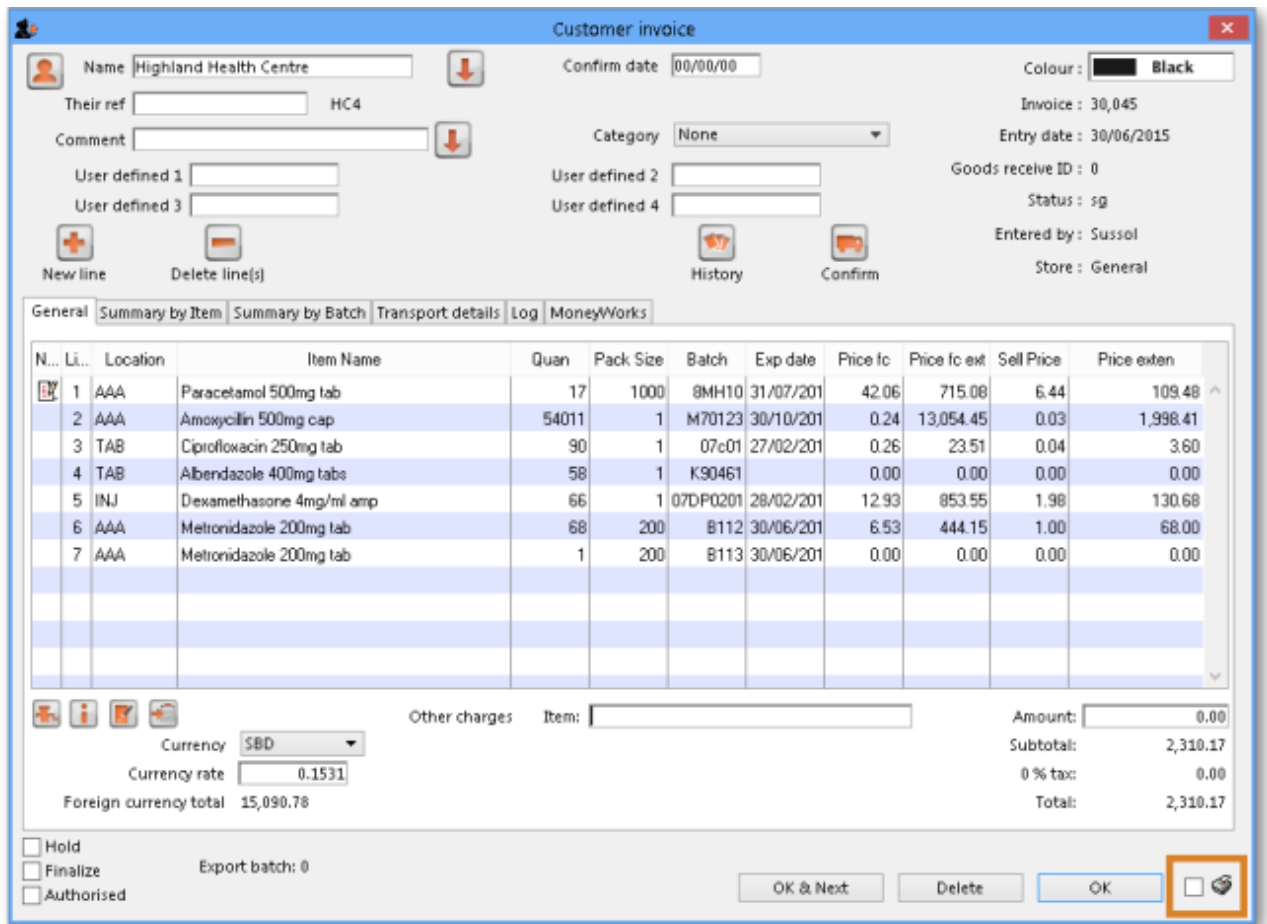 Customer invoice
Name Highland Health Centre Confirm date 00/00/00 Colour : Black
Their ref HC4 Invoice : 30,045
Comment Category None Entry date : 30/06/2015
User defined 1 User defined 2 Goods receive ID : 0
User defined 3 User defined 4 Status : sg
Entered by : Sussol
New line Delete line(s) History Confirm Store : General
General Summary by Item Summary by Batch Transport details Log MoneyWorks
N... Li... Location Item Name Quan Pack Size Batch Exp date Price fc Price fc ext Sell Price Price exten
1 AAA Paracetamol 500mg tab 17 1000 8MH10 31/07/201 42.06 715.08 6.44 109.48
2 AAA Amoxycillin 500mg cap 54011 1 M70123 30/10/201 0.24 13,054.45 0.03 1,998.41
3 TAB Ciprofloxacin 250mg tab 90 1 07c01 27/02/201 0.26 23.51 0.04 3.60
4 TAB Albendazole 400mg tabs 58 1 K90461 0.00 0.00 0.00 0.00
5 INJ Dexamethasone 4mg/ml amp 66 1 07DP0201 28/02/201 12.93 853.55 1.98 130.68
6 AAA Metronidazole 200mg tab 68 200 B112 30/06/201 6.53 444.15 1.00 68.00
7 AAA Metronidazole 200mg tab 1 200 B113 30/06/201 0.00 0.00 0.00 0.00
Other charges Item: Amount: 0.00
Currency SBD Subtotal: 2,310.17
Currency rate 0.1531 0 % tax: 0.00
Foreign currency total 15,090.78 Total: 2,310.17
Hold
Finalize Export batch: 0
Authorised OK & Next Delete OK